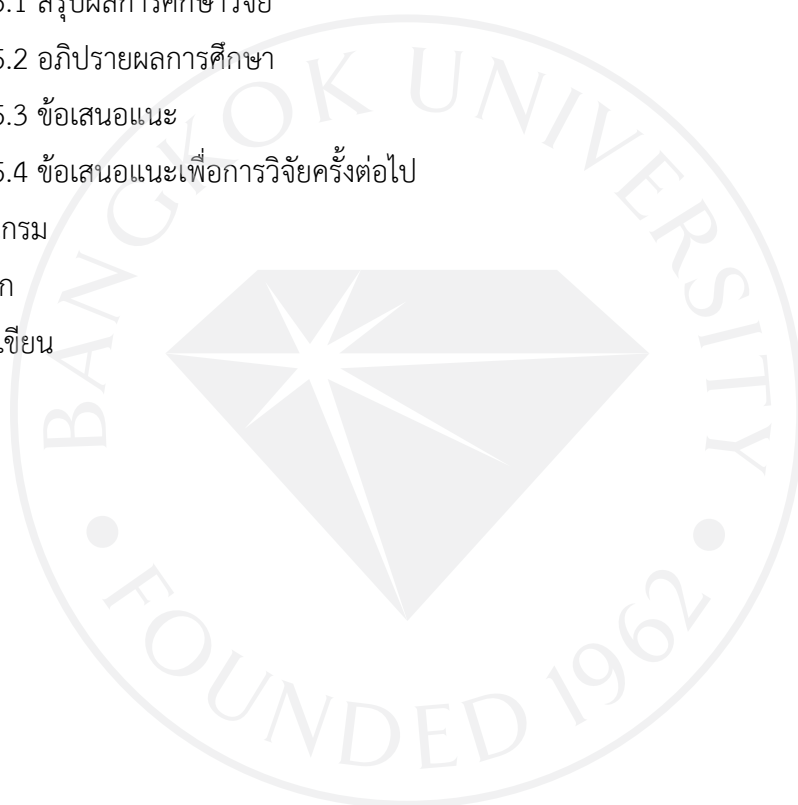 5.1 สรุปผลการศึกษาวิจัย
5.2 อภิปรายผลการศึกษา
5.3 ข้อเสนอแนะ
5.4 ข้อเสนอแนะเพื่อการวิจัยครั้งต่อไป
กรม
ก
เขียน
BANGKOK UNIVERSITY
FOUNDED 1962